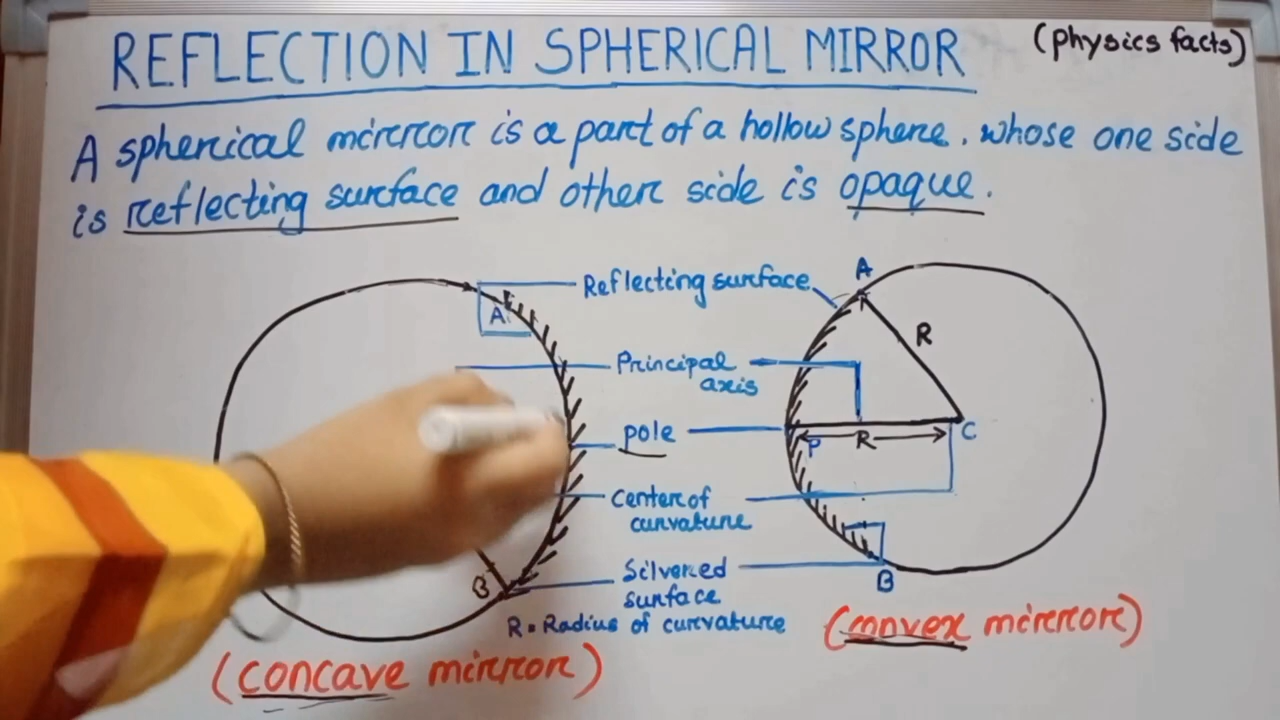 REFLECTION IN SPHERICAL MIRROR
(physics facts)
A spherical mirror is a part of a hollow sphere. whose one side
is reflecting surface and other side is opaque.
Reflecting surface
A
A
R
Principal
axis
pole
P
R
C
Center of
curvature
Silvered
surface
B
B
R = Radius of curvature
(convex mirror)
(concave mirror)